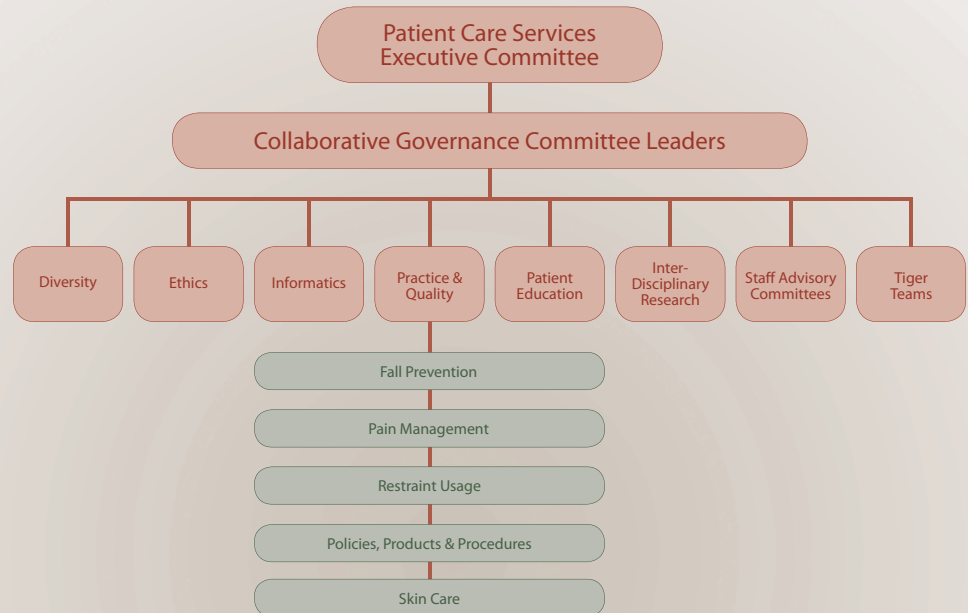 Patient Care Services
Executive Committee
Collaborative Governance Committee Leaders
Diversity
Ethics
Informatics
Practice &
Quality
Patient
Education
Inter-
Disciplinary
Research
Staff Advisory
Committees
Tiger
Teams
Fall Prevention
Pain Management
Restraint Usage
Policies, Products & Procedures
Skin Care